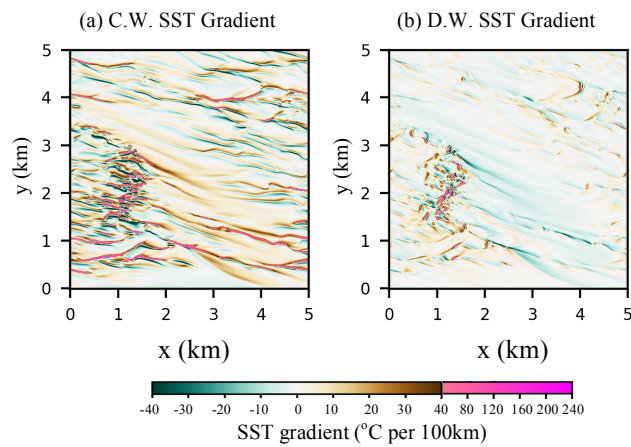 (a) C.W. SST Gradient
(b) D.W. SST Gradient
5
4
3
2
1
0
y (km)
0 1 2 3 4 5
x (km)
5
4
3
2
1
0
y (km)
0 1 2 3 4 5
x (km)
-40 -30 -20 -10 0 10 20 30 40 80 120 160 200 240
SST gradient (°C per 100km)